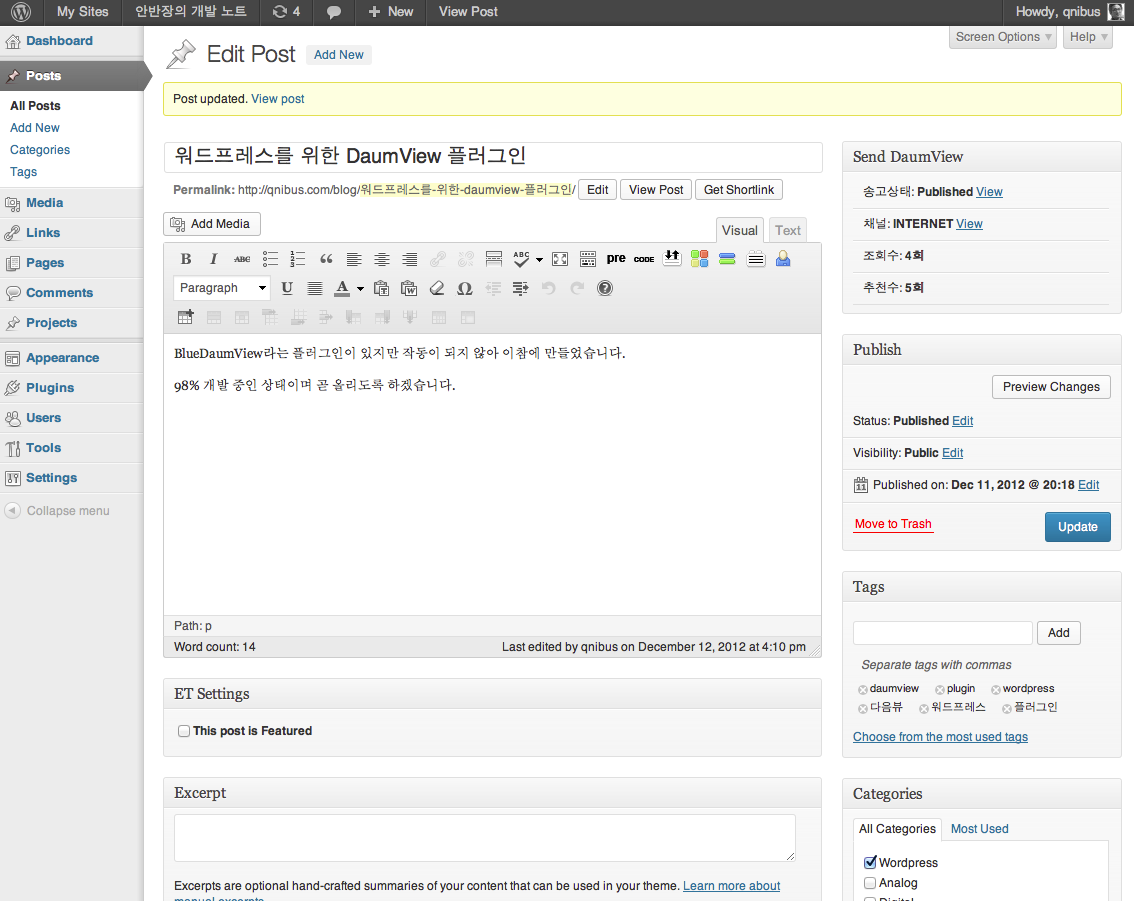 My Sites 안반장의 개발 노트 4 New View Post Howdy, qnibus
Dashboard
Posts
All Posts
Add New
Categories
Tags
Media
Links
Pages
Comments
Projects
Appearance
Plugins
Users
Tools
Settings
Collapse menu
Screen Options Help
Edit Post Add New
Post updated. View post
워드프레스를 위한 DaumView 플러그인
Permalink: http://qnibus.com/blog/워드프레스를-위한-daumview-플러그인/ Edit View Post Get Shortlink
Add Media
Visual Text
B I ABC ABC pre CODE
Paragraph U A
BlueDaumView라는 플러그인이 있지만 작동이 되지 않아 이참에 만들었습니다.
98% 개발 중인 상태이며 곧 올리도록 하겠습니다.
Path: p
Word count: 14 Last edited by qnibus on December 12, 2012 at 4:10 pm
ET Settings
This post is Featured
Excerpt
Excerpts are optional hand-crafted summaries of your content that can be used in your theme. Learn more about
manual excerpts
Send DaumView
송고상태: Published View
채널: INTERNET View
조회수: 4회
추천수: 5회
Publish
Preview Changes
Status: Published Edit
Visibility: Public Edit
11 Published on: Dec 11, 2012 @ 20:18 Edit
Move to Trash Update
Tags
Add
Separate tags with commas
daumview plugin wordpress
다음뷰 워드프레스 플러그인
Choose from the most used tags
Categories
All Categories Most Used
Wordpress
Analog
Digital